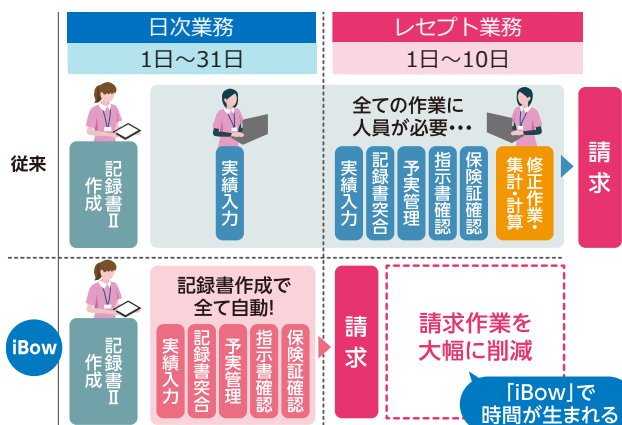 日次業務
レセプト業務
1日〜31日
1日〜10日
従来
記録書Ⅱ
作成
実績入力
全ての作業に
人員が必要・・・
実績入力
記録書突合
予実管理
指示書確認
保険証確認
修正作業・
集計・計算
請求
iBow
記録書Ⅱ
作成
記録書作成で
全て自動!
実績入力
記録書突合
予実管理
指示書確認
保険証確認
請求
請求作業を
大幅に削減
「iBow」で
時間が生まれる